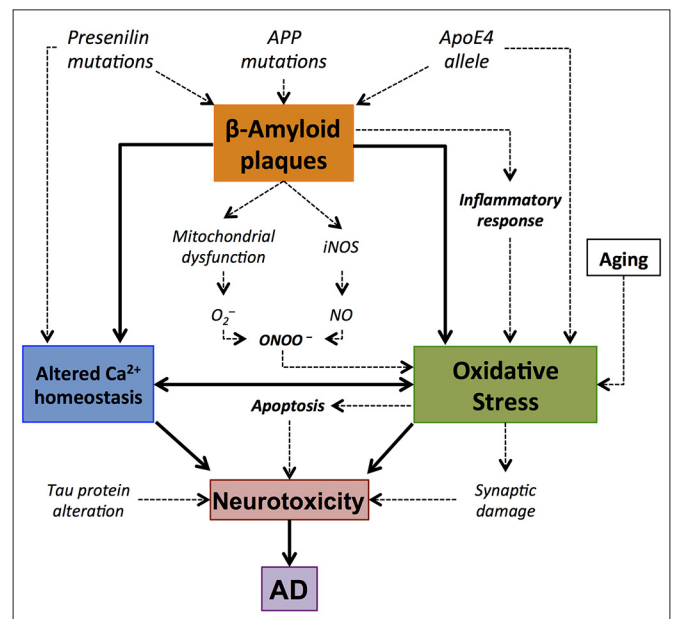 Presenilin
mutations
APP
mutations
ApoE4
allele
β-Amyloid
plaques
Inflammatory
response
Mitochondrial
dysfunction
iNOS
Aging
O₂⁻
NO
ONOO⁻
Altered Ca²⁺
homeostasis
Oxidative
Stress
Apoptosis
Tau protein
alteration
Neurotoxicity
Synaptic
damage
AD